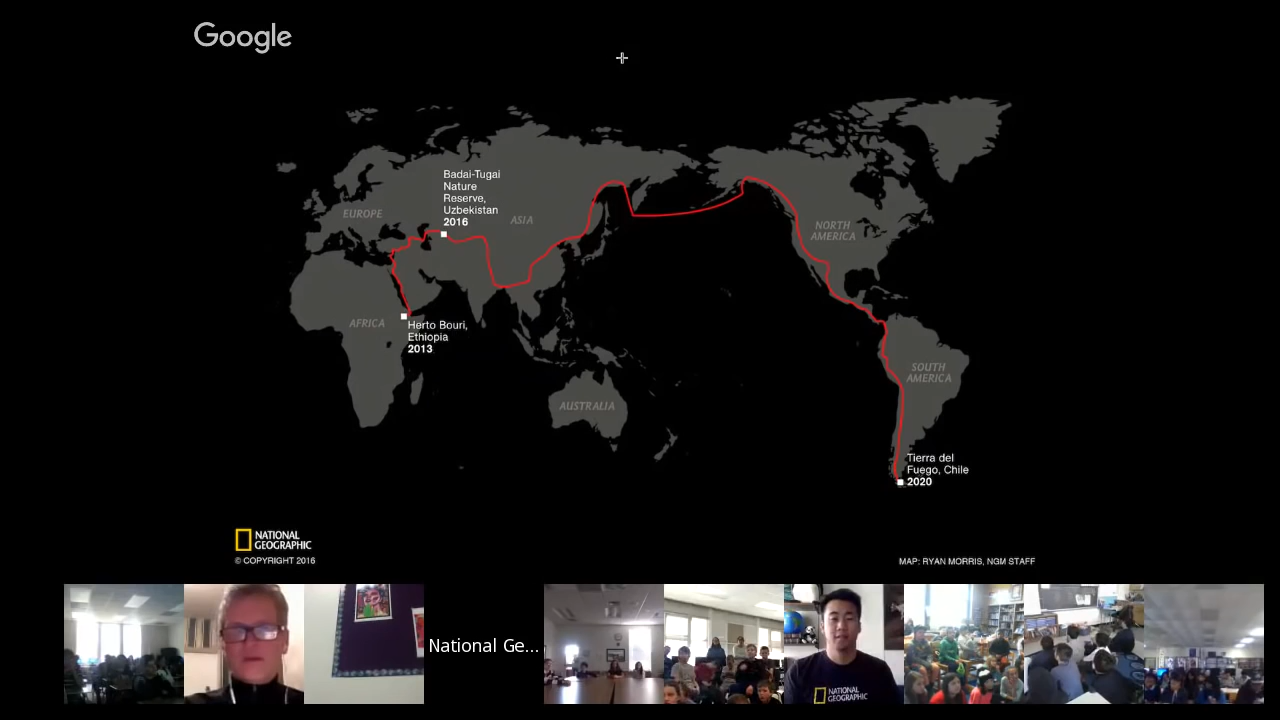 Google
Badai-Tugai
Nature
Reserve,
Uzbekistan
2016
EUROPE
ASIA
NORTH
AMERICA
AFRICA
Herto Bouri,
Ethiopia
2013
SOUTH
AMERICA
AUSTRALIA
Tierra del
Fuego, Chile
2020
NATIONAL
GEOGRAPHIC
© COPYRIGHT 2016
MAP: RYAN MORRIS, NGM STAFF
National Ge...
NATIONAL
GEOGRAPHIC